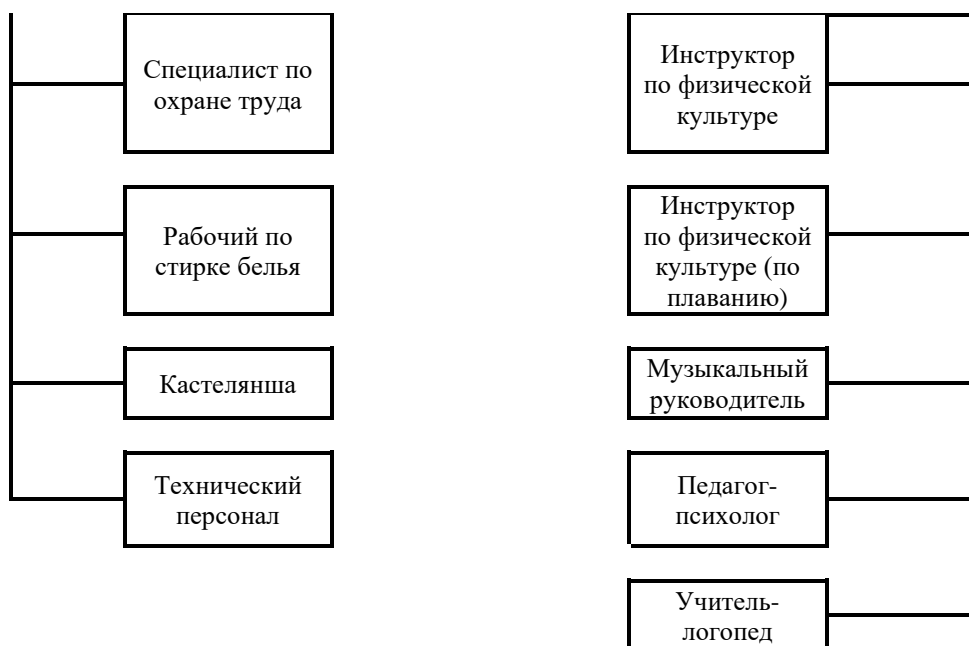 Специалист по
охране труда
Рабочий по
стирке белья
Кастелянша
Технический
персонал
Инструктор
по физической
культуре
Инструктор
по физической
культуре (по
плаванию)
Музыкальный
руководитель
Педагог-
психолог
Учитель-
логопед